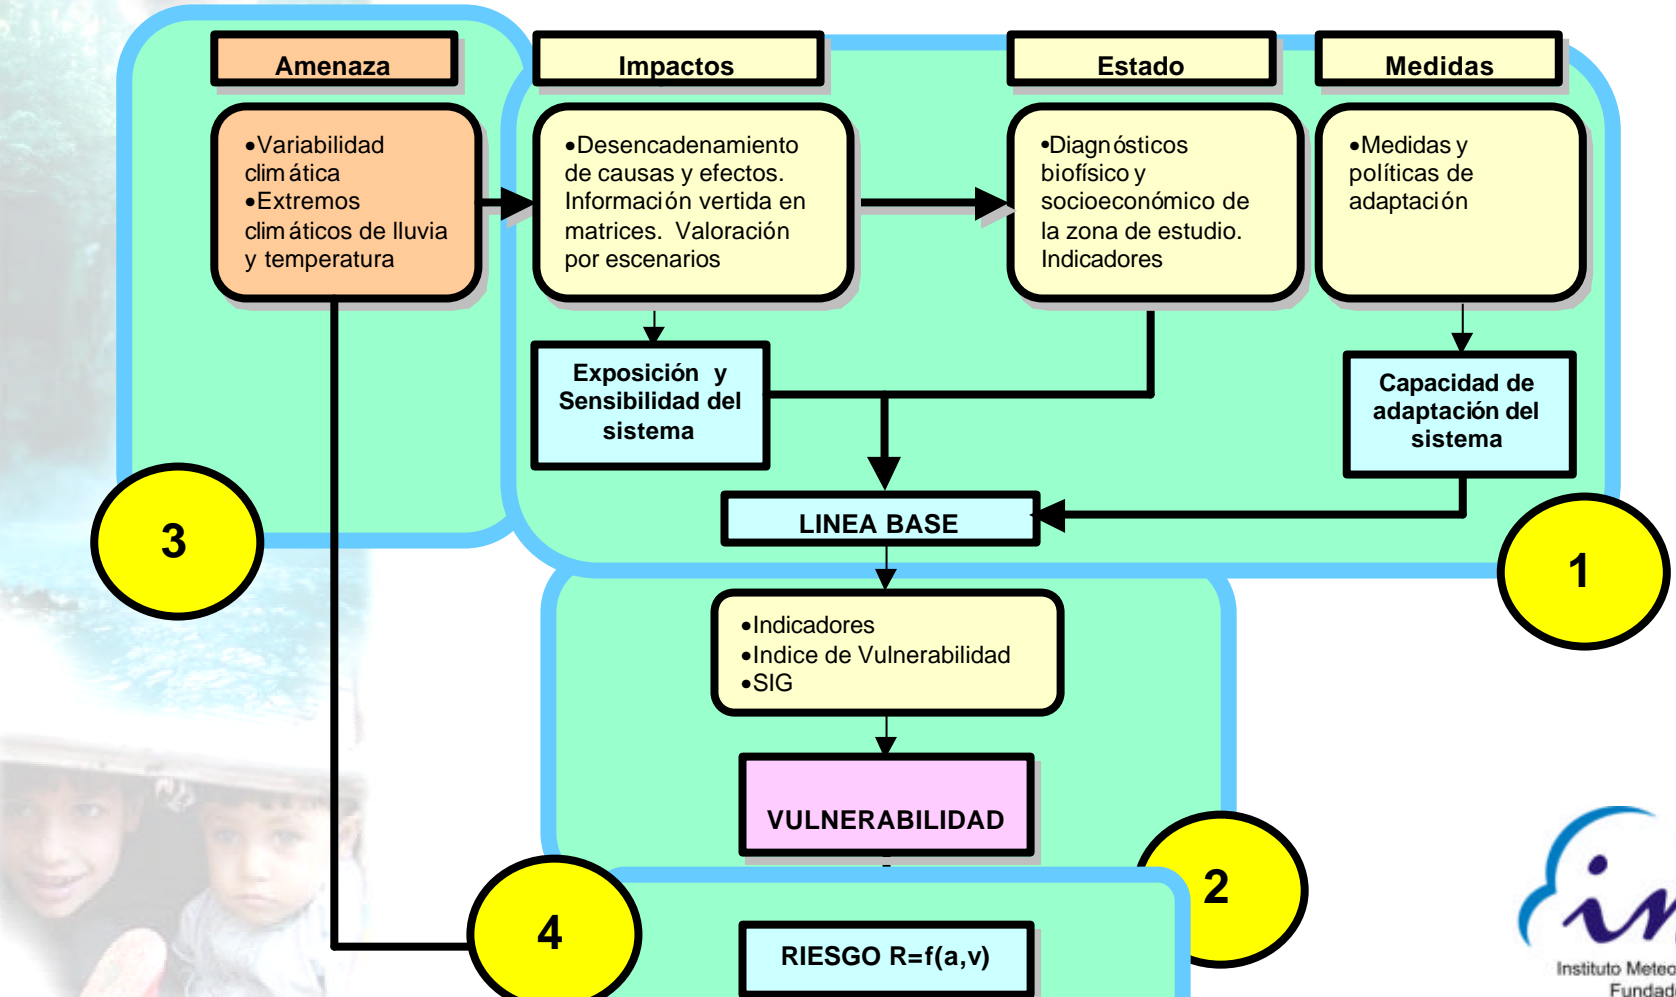 Amenaza
Impactos
Estado
Medidas
•Variabilidad
climática
•Extremos
climáticos de lluvia
y temperatura
•Desencadenamiento
de causas y efectos.
Información vertida en
matrices. Valoración
por escenarios
•Diagnósticos
biofísico y
socioeconómico de
la zona de estudio.
Indicadores
•Medidas y
políticas de
adaptación
Exposición y
Sensibilidad del
sistema
Capacidad de
adaptación del
sistema
3
LINEA BASE
1
•Indicadores
•Indice de Vulnerabilidad
•SIG
VULNERABILIDAD
2
4
RIESGO R=f(a,v)
Instituto